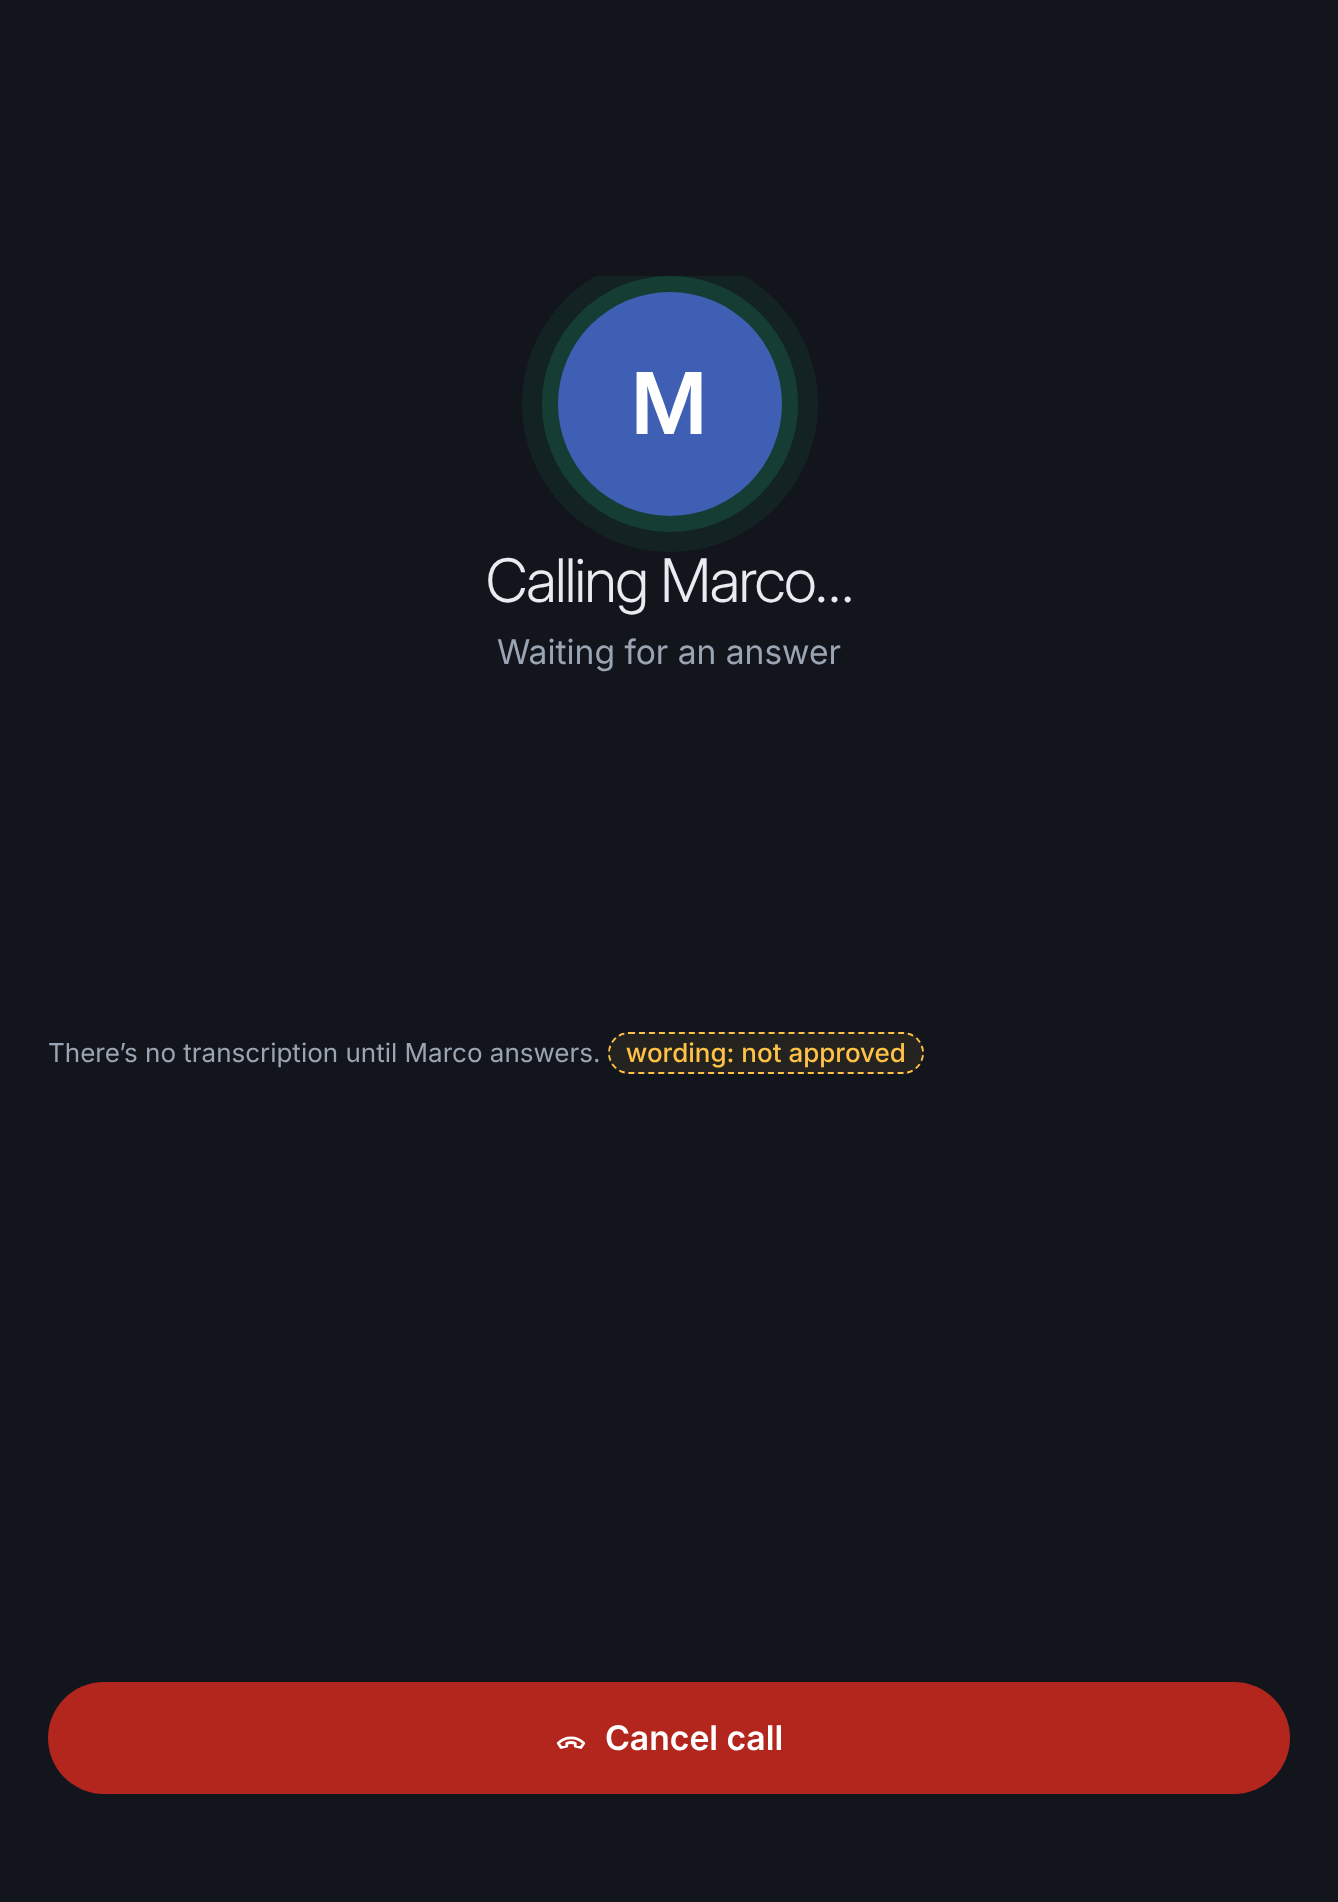 M
Calling Marco…
Waiting for an answer
There’s no transcription until Marco answers. wording: not approved
Cancel call